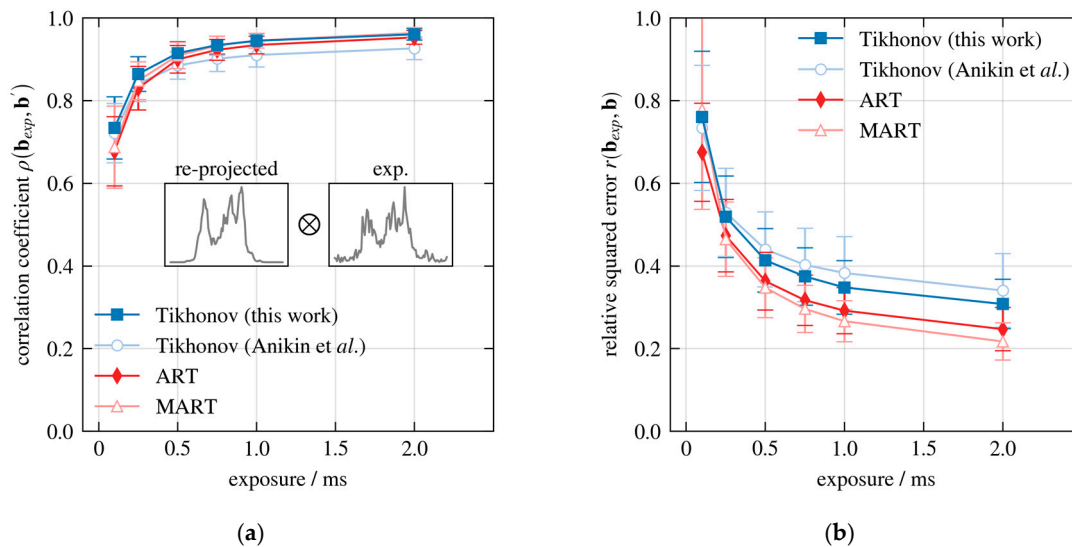 1.0
0.8
0.6
0.4
0.2
0.0
correlation coefficient ρ(b_exp, b′)
re-projected
exp.
⊗
Tikhonov (this work)
Tikhonov (Anikin et al.)
ART
MART
0
0.5
1.0
1.5
2.0
exposure / ms
(a)
1.0
0.8
0.6
0.4
0.2
0.0
relative squared error r(b_exp, b)
Tikhonov (this work)
Tikhonov (Anikin et al.)
ART
MART
0
0.5
1.0
1.5
2.0
exposure / ms
(b)